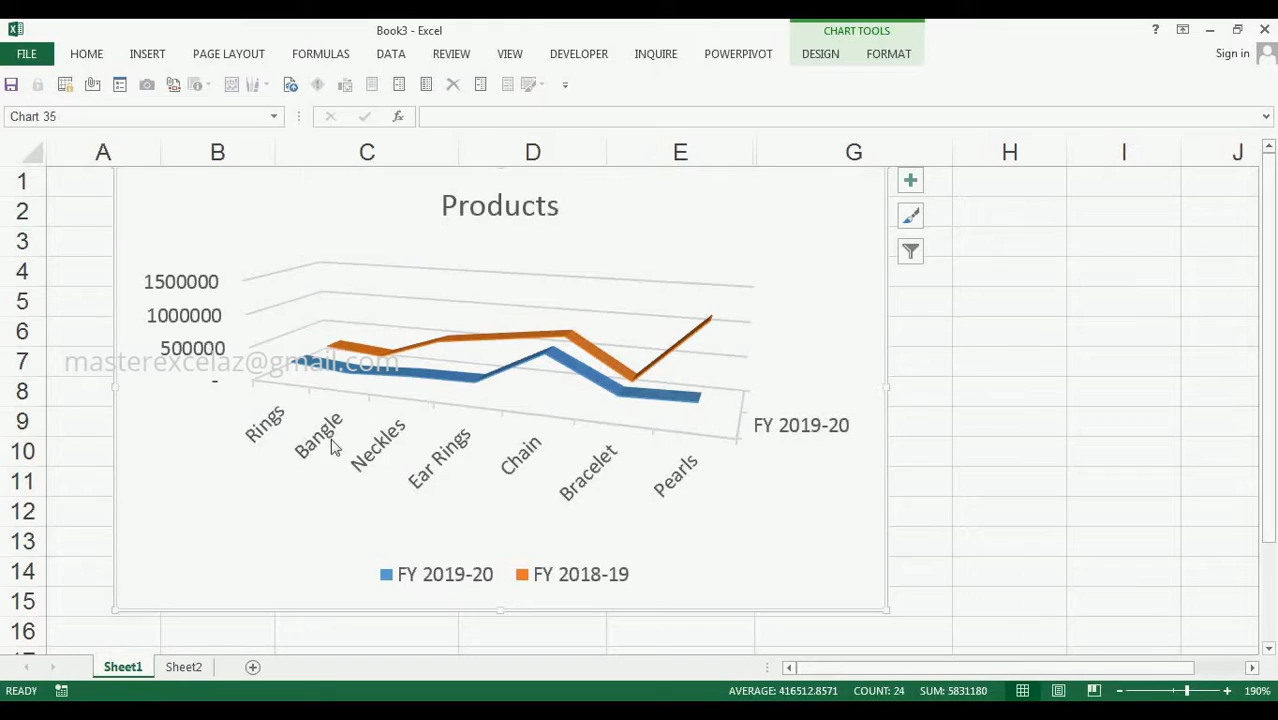 Book3 - Excel
CHART TOOLS
?
FILE
HOME
INSERT
PAGE LAYOUT
FORMULAS
DATA
REVIEW
VIEW
DEVELOPER
INQUIRE
POWERPIVOT
DESIGN
FORMAT
Sign in
Chart 35
fx
A B C D E G H I J
1
2
3
4
5
6
7
8
9
10
11
12
13
14
15
16
Products
1500000
1000000
500000
-
masterexcelaz@gmail.com
Rings
Bangle
Neckles
Ear Rings
Chain
Bracelet
Pearls
FY 2019-20
FY 2019-20
FY 2018-19
Sheet1
Sheet2
READY
AVERAGE: 416512.8571
COUNT: 24
SUM: 5831180
190%